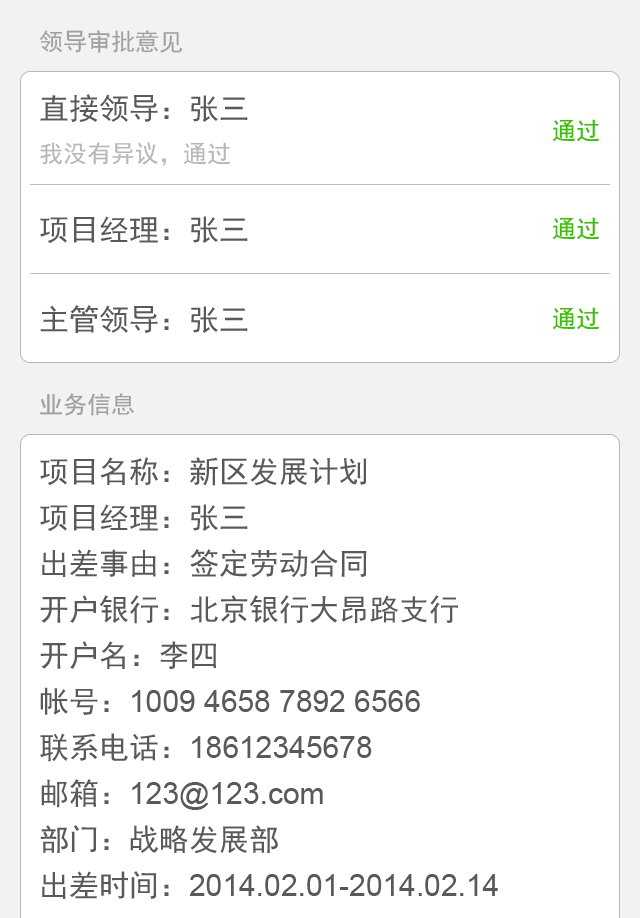 领导审批意见
直接领导：张三
通过
我没有异议，通过
项目经理：张三
通过
主管领导：张三
通过
业务信息
项目名称：新区发展计划
项目经理：张三
出差事由：签定劳动合同
开户银行：北京银行大昂路支行
开户名：李四
帐号：1009 4658 7892 6566
联系电话：18612345678
邮箱：123@123.com
部门：战略发展部
出差时间：2014.02.01-2014.02.14